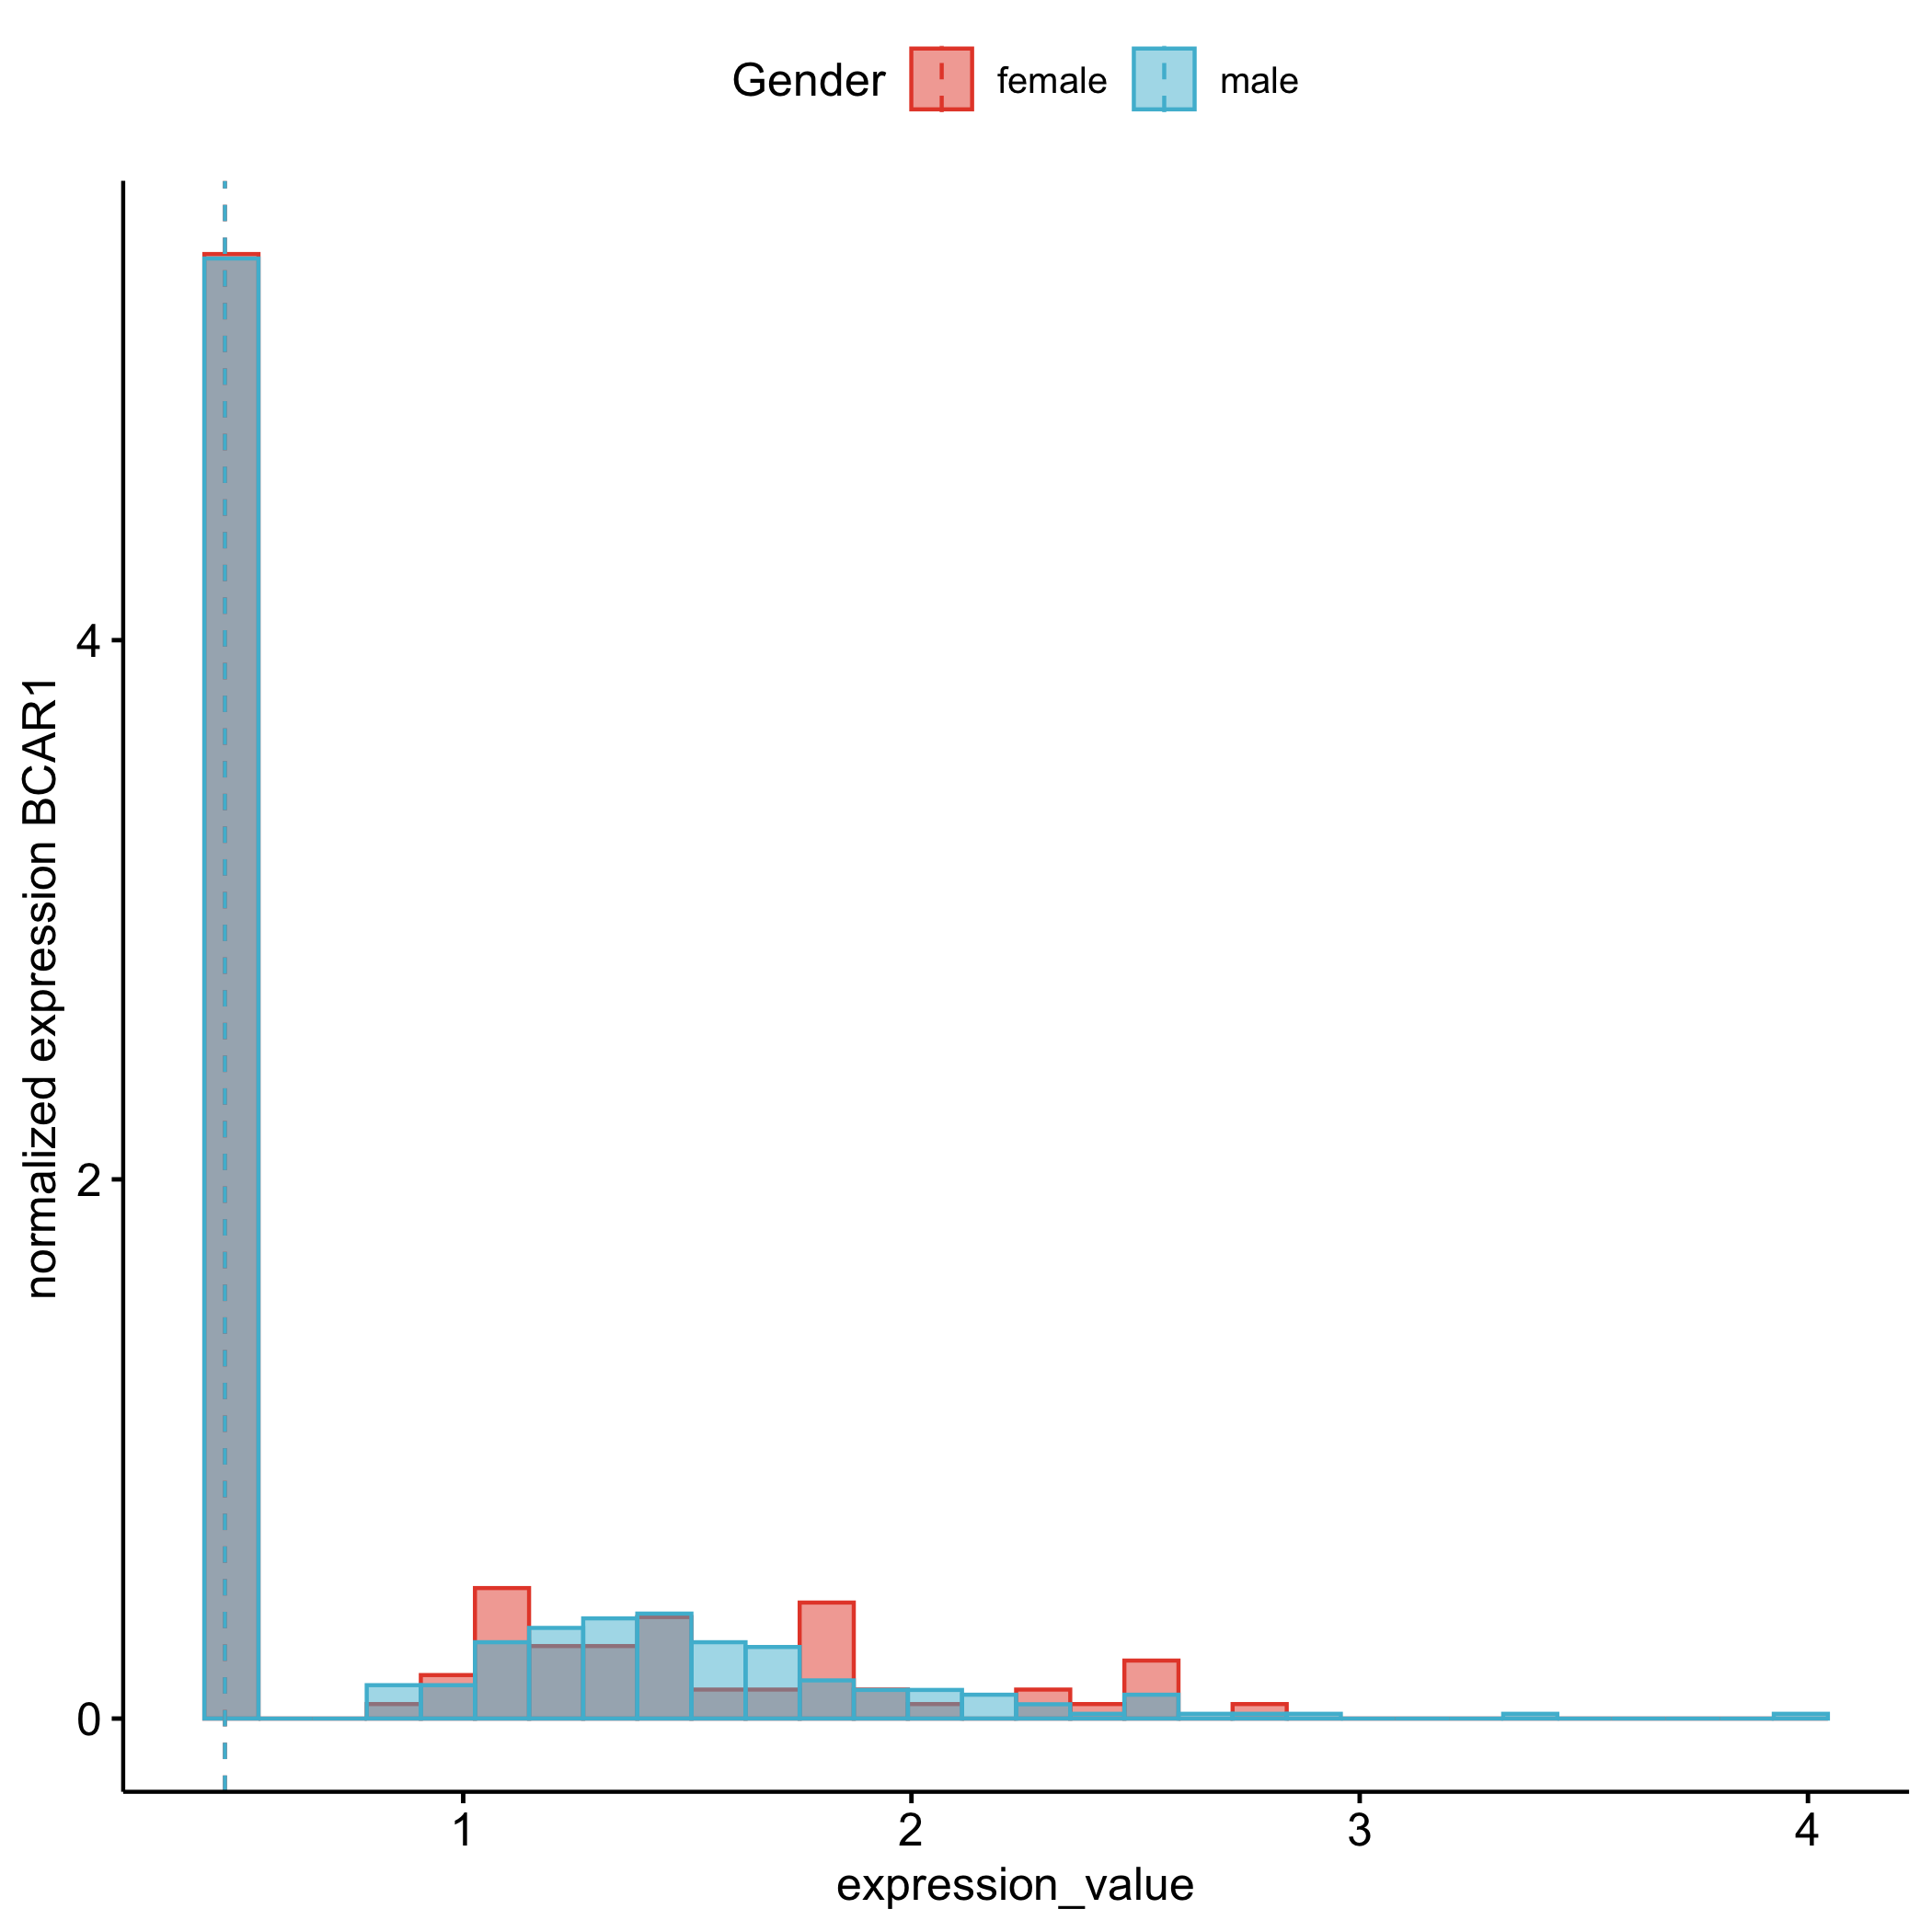 Gender female male
normalized expression BCAR1
4
2
0
1 2 3 4
expression_value